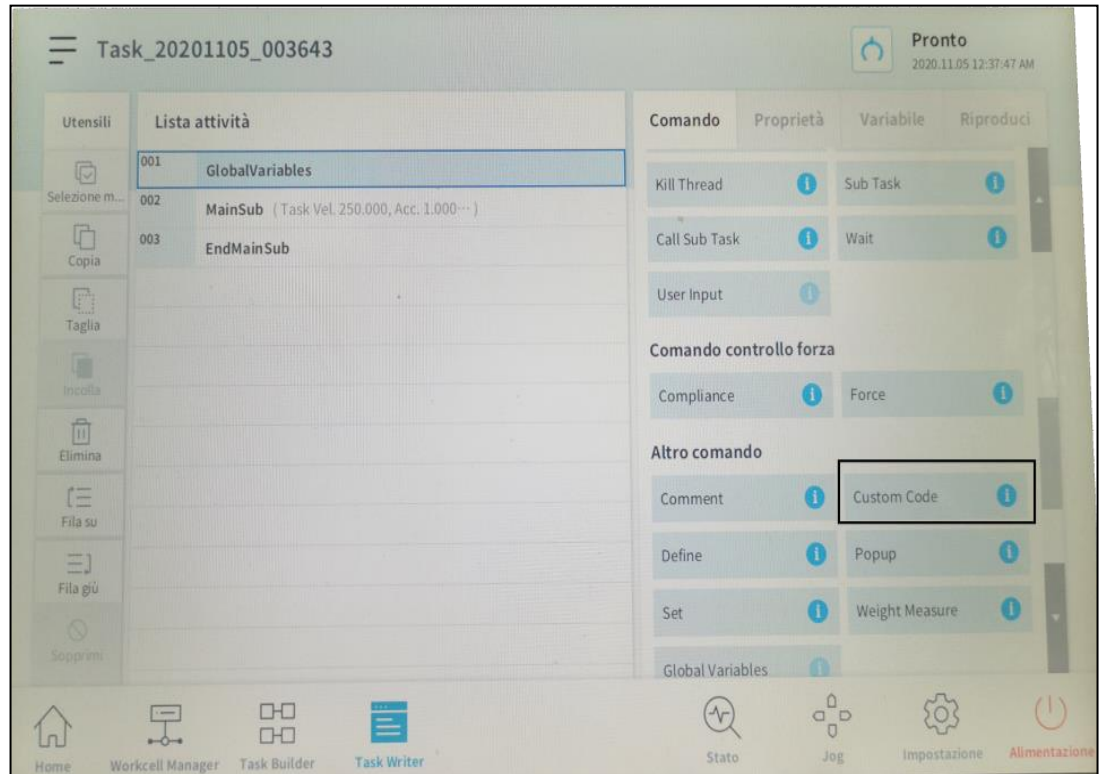 Task_20201105_003643
Pronto
2020.11.05 12:37:47 AM
Utensili
Selezione m...
Copia
Taglia
Incolla
Elimina
Fila su
Fila giù
Sopprimi
Lista attività
001 GlobalVariables
002 MainSub ( Task Vel. 250.000, Acc. 1.000··· )
003 EndMainSub
Comando Proprietà Variabile Riproduci
Kill Thread i Sub Task i
Call Sub Task i Wait i
User Input i
Comando controllo forza
Compliance i Force i
Altro comando
Comment i Custom Code i
Define i Popup i
Set i Weight Measure i
Global Variables i
Home Workcell Manager Task Builder Task Writer Stato Jog Impostazione Alimentazione